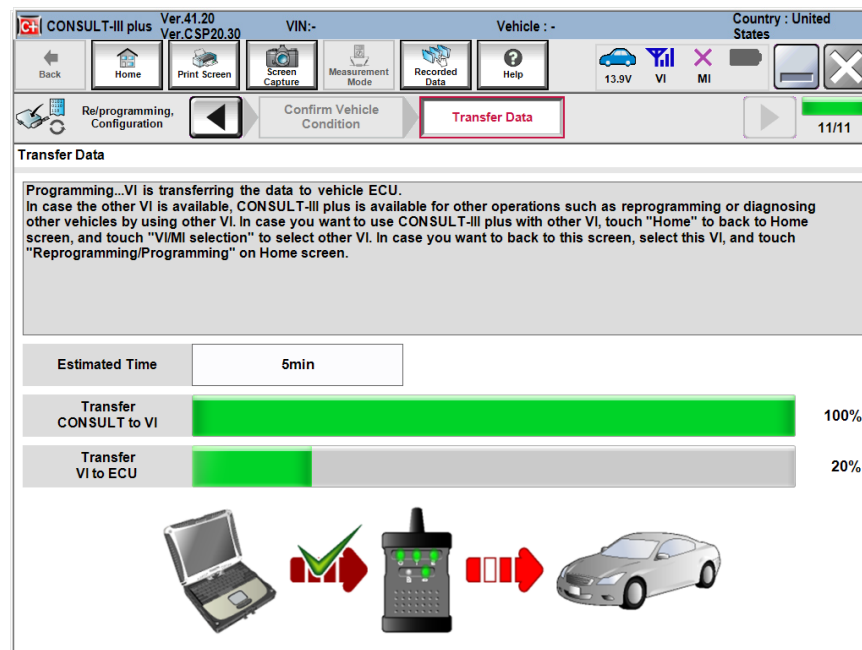 C+ CONSULT-III plus Ver.41.20 VIN:- Vehicle : - Country : United
Ver.CSP20.30 States
Back Home Print Screen Screen Capture Measurement Mode Recorded Data Help 13.9V VI MI
Re/programming, Configuration Confirm Vehicle Condition Transfer Data 11/11
Transfer Data
Programming...VI is transferring the data to vehicle ECU.
In case the other VI is available, CONSULT-III plus is available for other operations such as reprogramming or diagnosing
other vehicles by using other VI. In case you want to use CONSULT-III plus with other VI, touch "Home" to back to Home
screen, and touch "VI/MI selection" to select other VI. In case you want to back to this screen, select this VI, and touch
"Reprogramming/Programming" on Home screen.
Estimated Time 5min
Transfer
CONSULT to VI 100%
Transfer
VI to ECU 20%